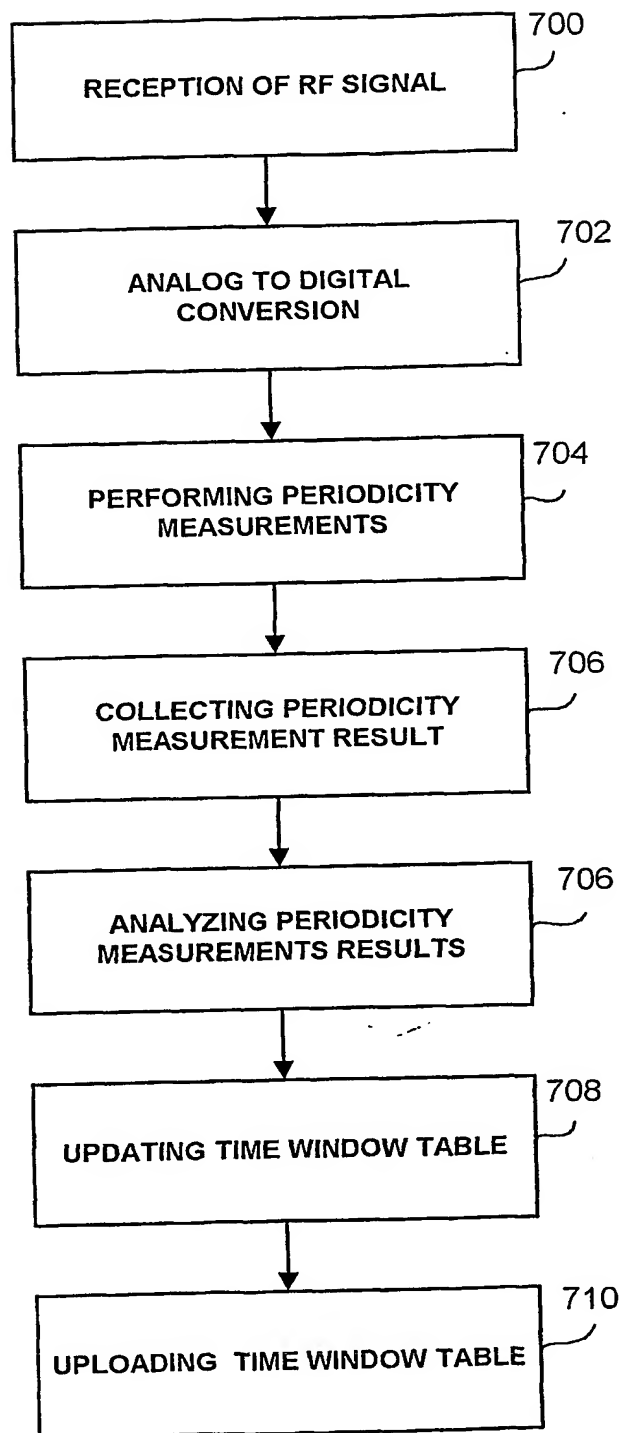 700
RECEPTION OF RF SIGNAL
702
ANALOG TO DIGITAL
CONVERSION
704
PERFORMING PERIODICITY
MEASUREMENTS
706
COLLECTING PERIODICITY
MEASUREMENT RESULT
706
ANALYZING PERIODICITY
MEASUREMENTS RESULTS
708
UPDATING TIME WINDOW TABLE
710
UPLOADING TIME WINDOW TABLE